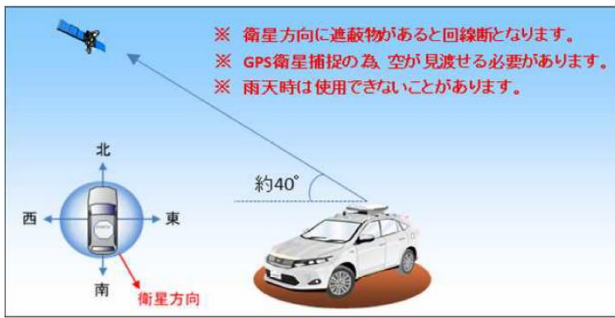 ※ 衛星方向に遮蔽物があると回線断となります。
※ GPS衛星捕捉の為、空が見渡せる必要があります。
※ 雨天時は使用できないことがあります。
約40°
北
西
東
南
衛星方向